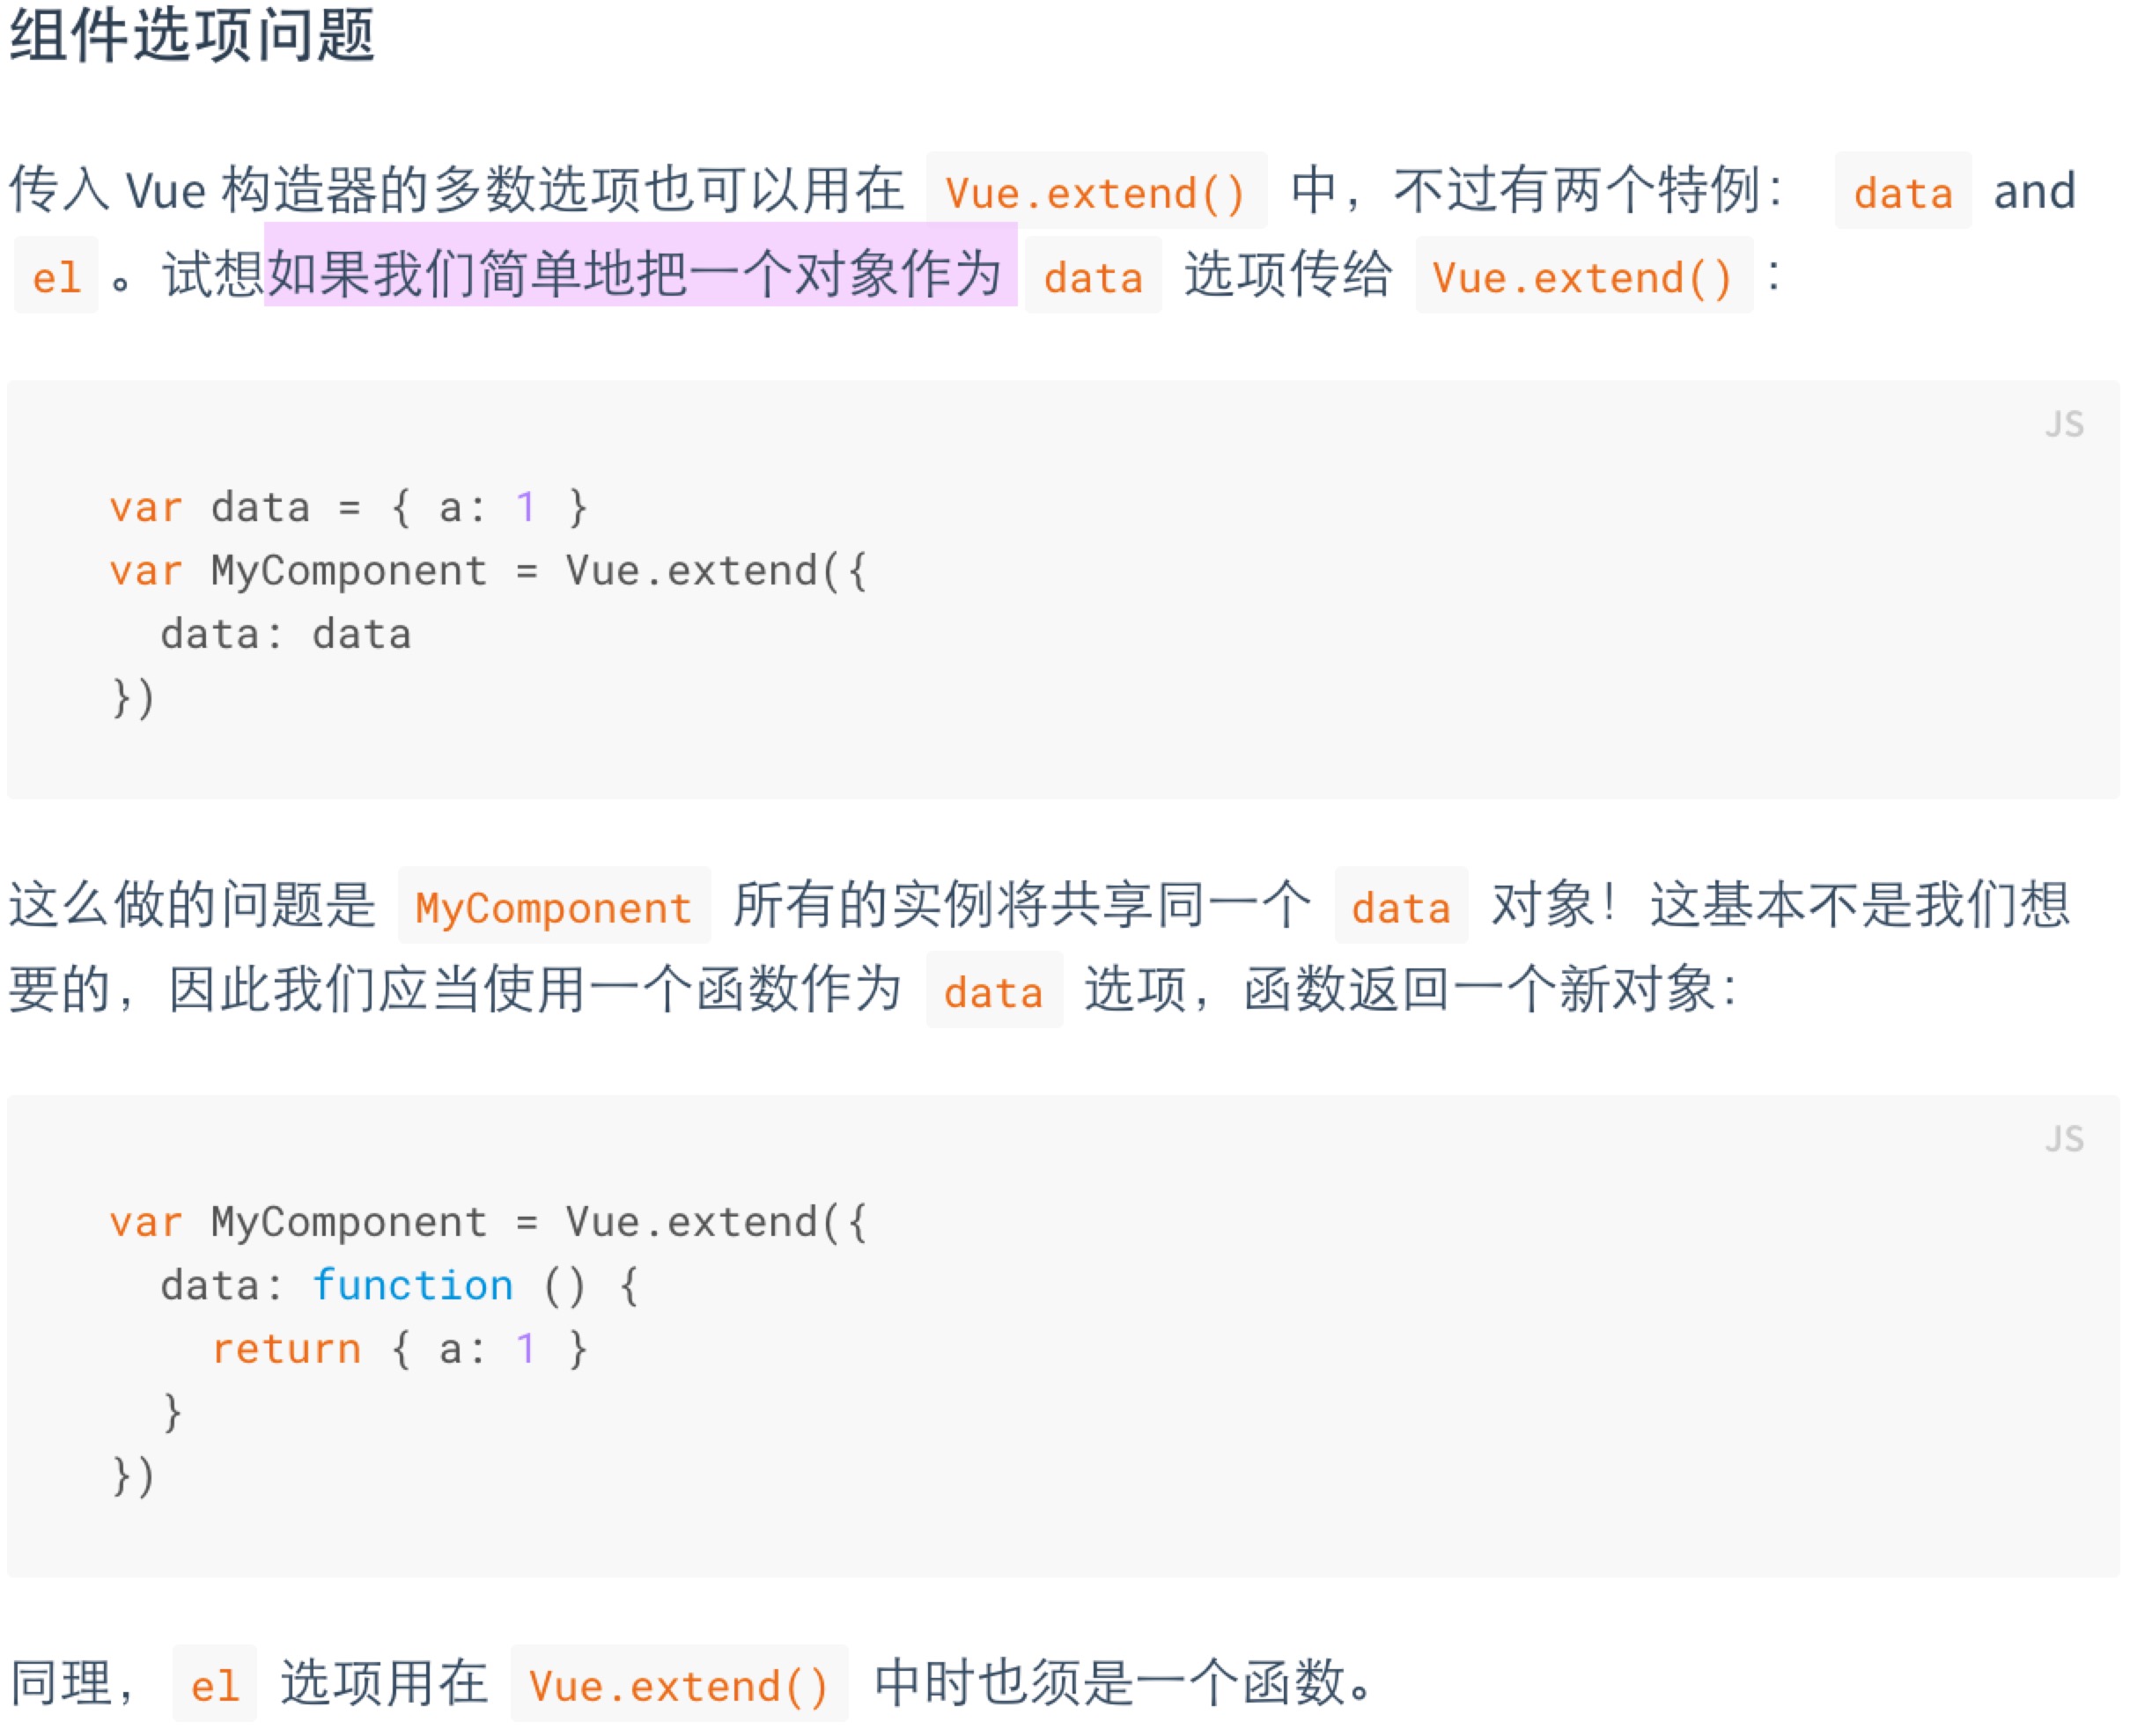 组件选项问题
传入 Vue 构造器的多数选项也可以用在 Vue.extend() 中，不过有两个特例： data and
el 。试想如果我们简单地把一个对象作为 data 选项传给 Vue.extend() :
JS
var data = { a: 1 }
var MyComponent = Vue.extend({
  data: data
})
这么做的问题是 MyComponent 所有的实例将共享同一个 data 对象！这基本不是我们想
要的，因此我们应当使用一个函数作为 data 选项，函数返回一个新对象：
JS
var MyComponent = Vue.extend({
  data: function () {
    return { a: 1 }
  }
})
同理， el 选项用在 Vue.extend() 中时也须是一个函数。